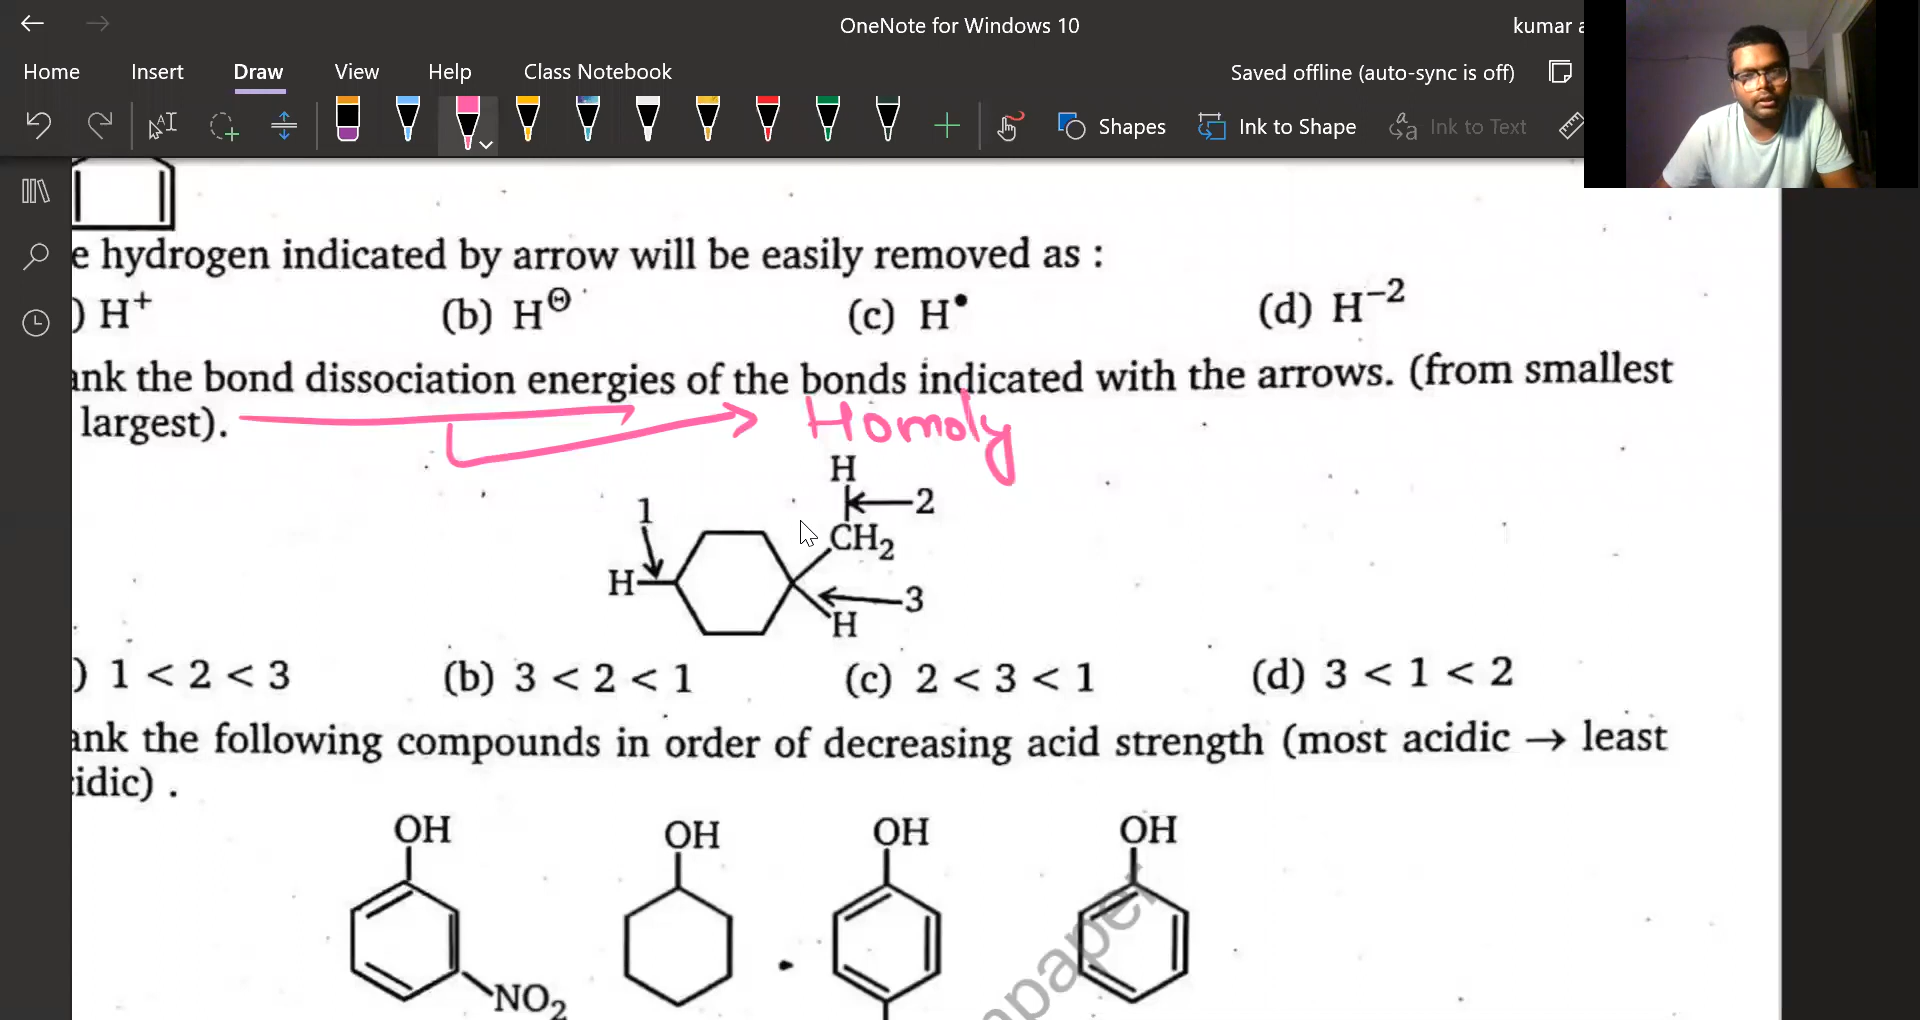 OneNote for Windows 10
kumar a
Home Insert Draw View Help Class Notebook
Saved offline (auto-sync is off)
Shapes Ink to Shape Ink to Text
e hydrogen indicated by arrow will be easily removed as :
) H⁺ (b) H^Θ (c) H• (d) H⁻²
ank the bond dissociation energies of the bonds indicated with the arrows. (from smallest
largest).
Homoly
H
2
1
CH₂
H
3
H
) 1 < 2 < 3 (b) 3 < 2 < 1 (c) 2 < 3 < 1 (d) 3 < 1 < 2
ank the following compounds in order of decreasing acid strength (most acidic → least
idic) .
OH OH OH OH
NO₂
paper